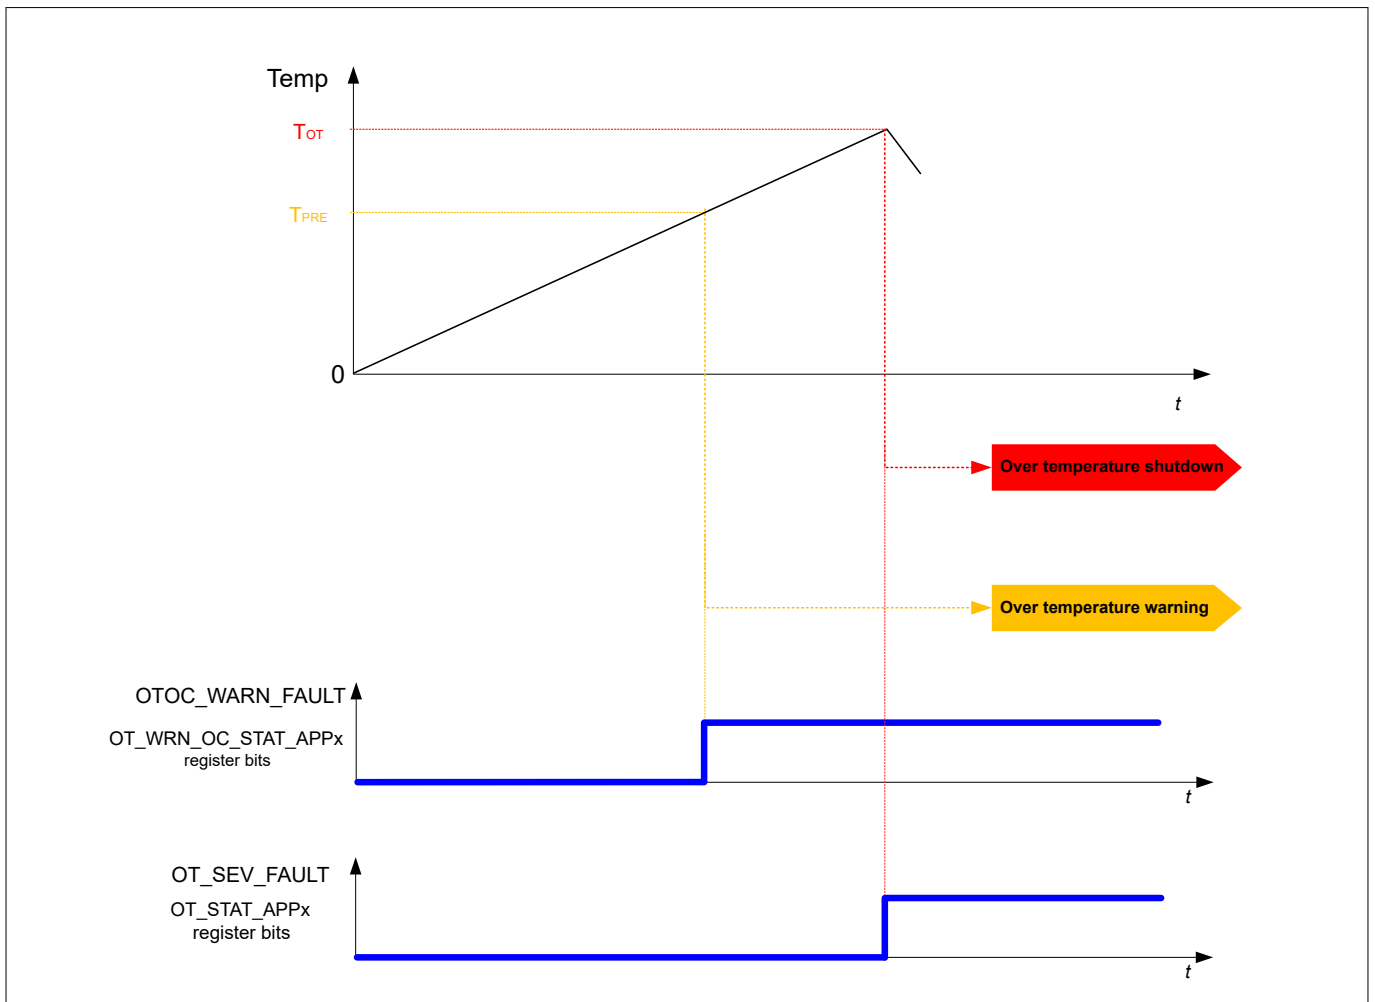 Temp
TOT
TPRE
0
t
Over temperature shutdown
Over temperature warning
OTOC_WARN_FAULT
OT_WRN_OC_STAT_APPx
register bits
t
OT_SEV_FAULT
OT_STAT_APPx
register bits
t